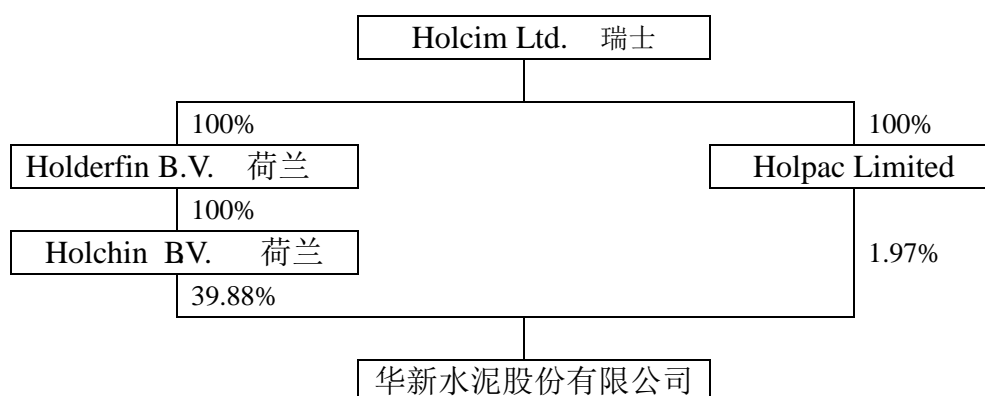 Holcim Ltd. 瑞士
100%
100%
Holderfin B.V. 荷兰
Holpac Limited
100%
Holchin BV. 荷兰
1.97%
39.88%
华新水泥股份有限公司